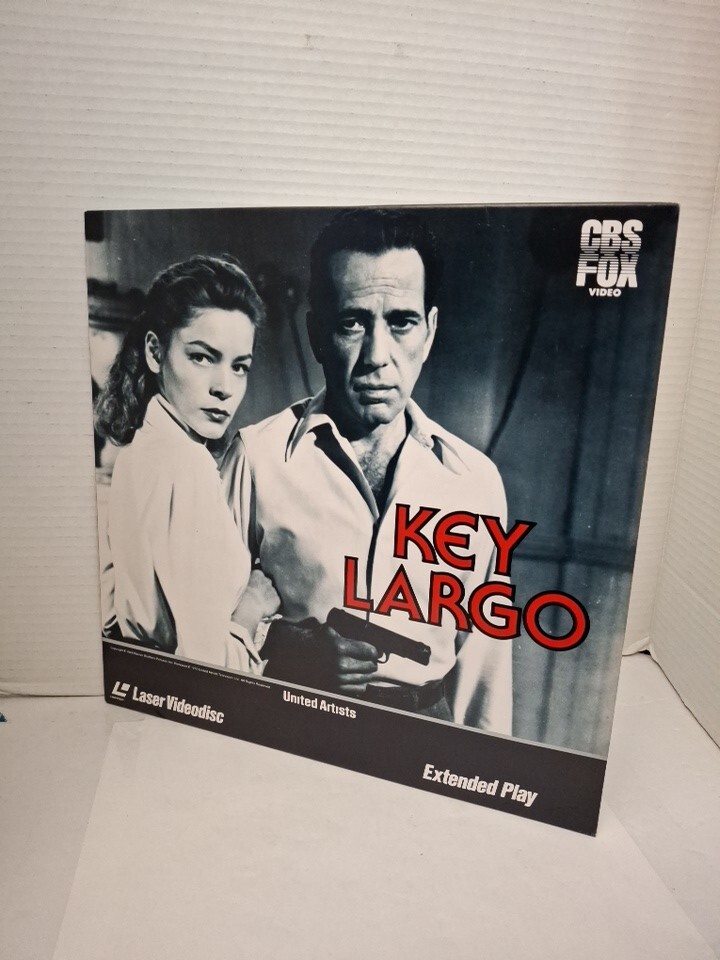 CBS
FOX
VIDEO
KEY
LARGO
LaserVideodisc
United Artists
Extended Play